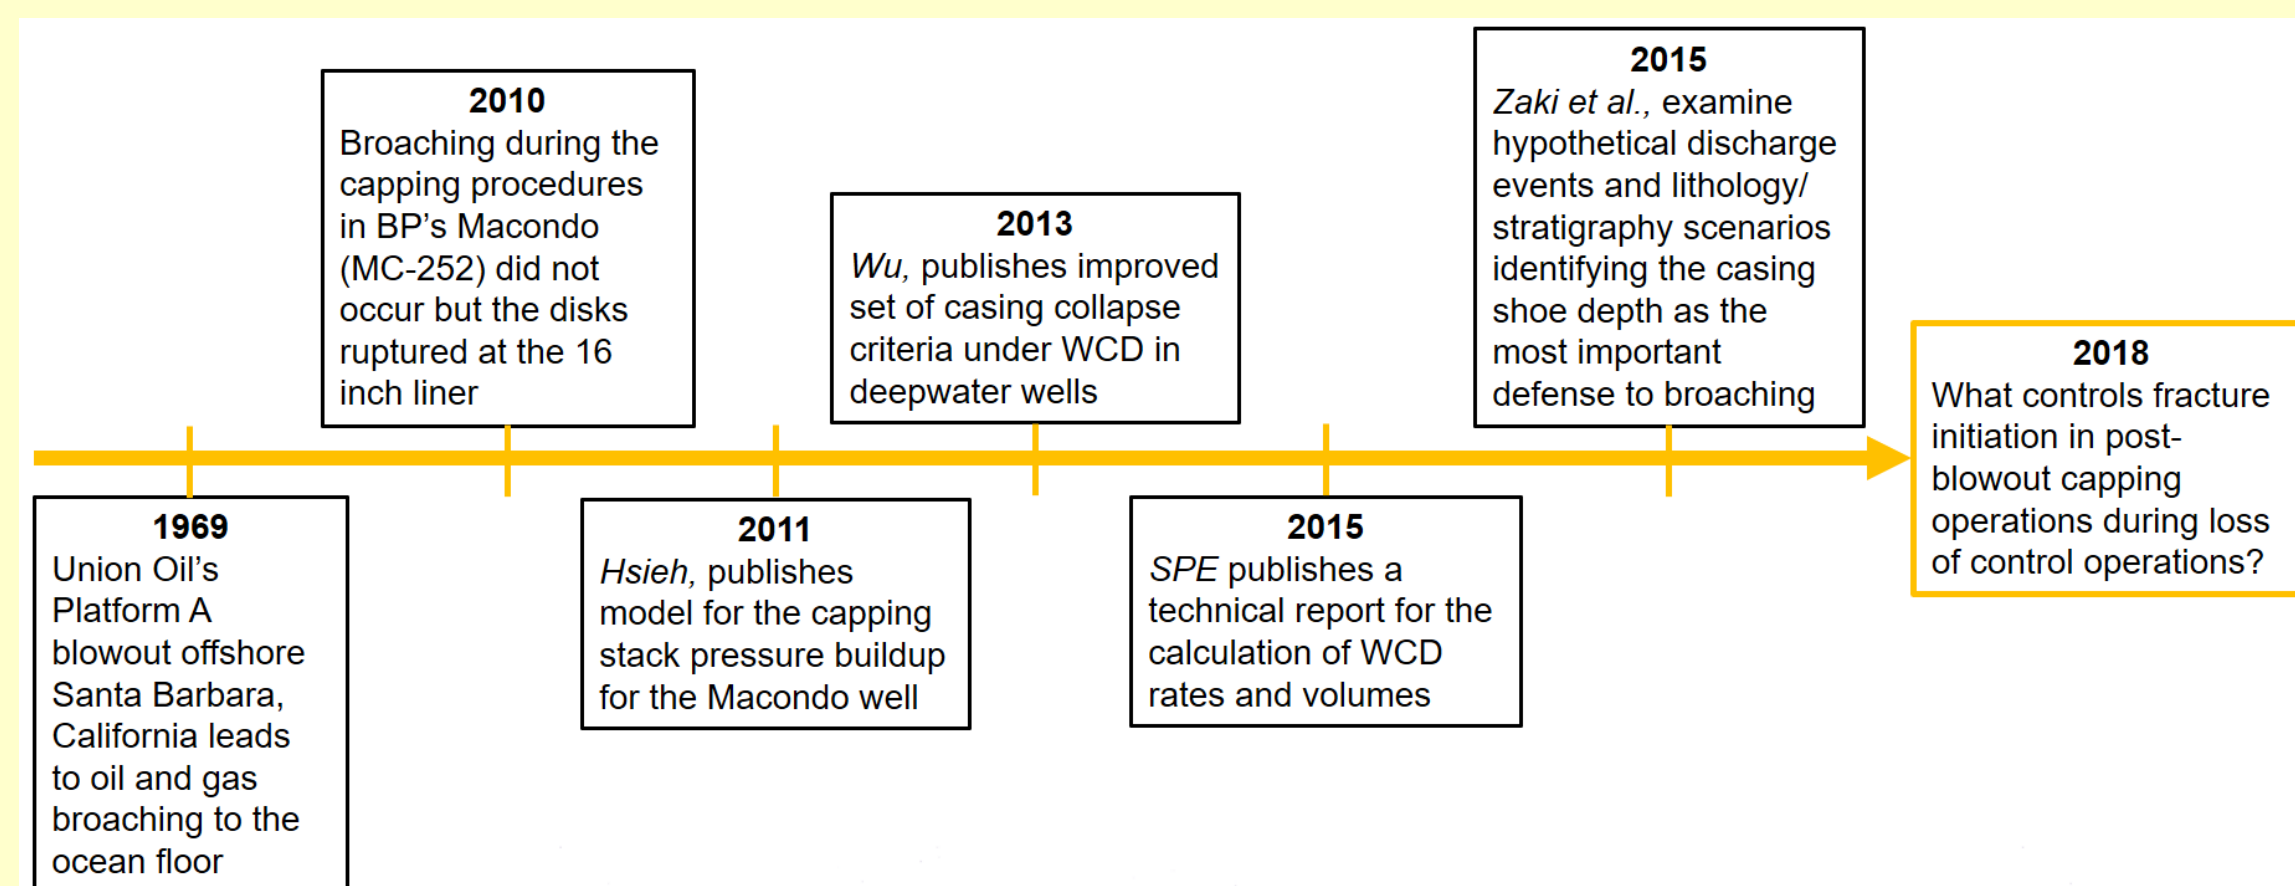 1969
Union Oil’s
Platform A
blowout offshore
Santa Barbara,
California leads
to oil and gas
broaching to the
ocean floor
2010
Broaching during the
capping procedures
in BP’s Macondo
(MC-252) did not
occur but the disks
ruptured at the 16
inch liner
2011
Hsieh, publishes
model for the capping
stack pressure buildup
for the Macondo well
2013
Wu, publishes improved
set of casing collapse
criteria under WCD in
deepwater wells
2015
SPE publishes a
technical report for the
calculation of WCD
rates and volumes
2015
Zaki et al., examine
hypothetical discharge
events and lithology/
stratigraphy scenarios
identifying the casing
shoe depth as the
most important
defense to broaching
2018
What controls fracture
initiation in post-
blowout capping
operations during loss
of control operations?